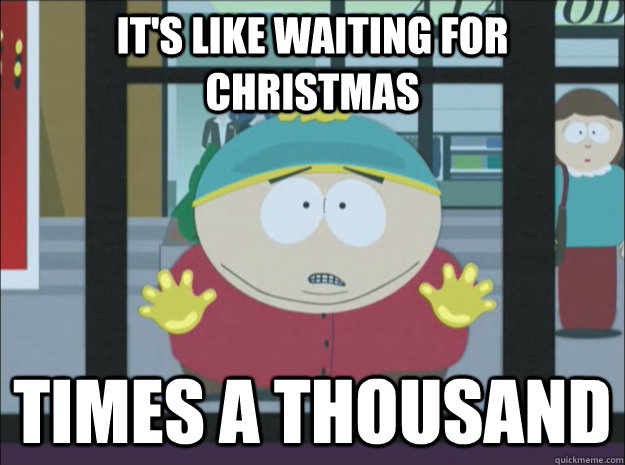 IT'S LIKE WAITING FOR
CHRISTMAS
TIMES A THOUSAND
quickmeme.com